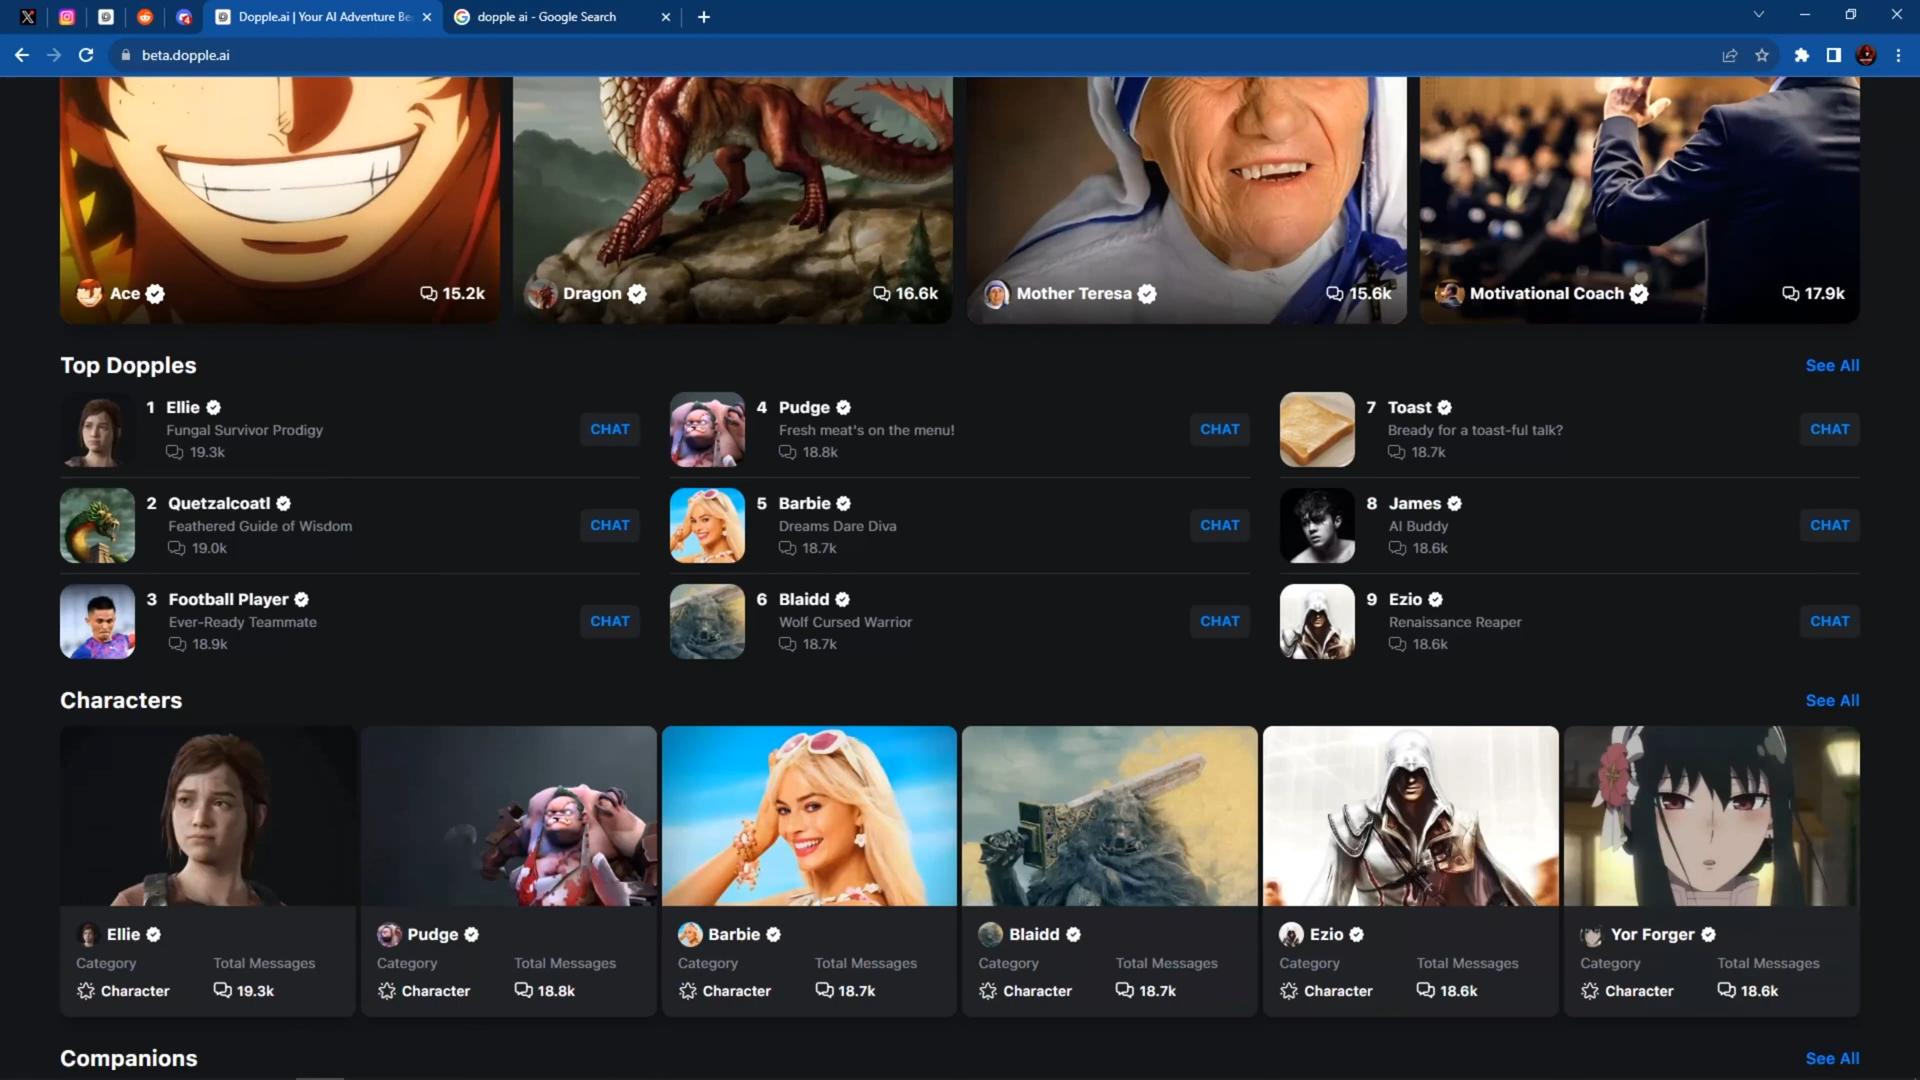 Dopple.ai | Your AI Adventure Be
dopple ai - Google Search
beta.dopple.ai
Ace 15.2k
Dragon 16.6k
Mother Teresa 15.6k
Motivational Coach 17.9k
Top Dopples See All
1 Ellie
Fungal Survivor Prodigy
19.3k
CHAT
2 Quetzalcoatl
Feathered Guide of Wisdom
19.0k
CHAT
3 Football Player
Ever-Ready Teammate
18.9k
CHAT
4 Pudge
Fresh meat's on the menu!
18.8k
CHAT
5 Barbie
Dreams Dare Diva
18.7k
CHAT
6 Blaidd
Wolf Cursed Warrior
18.7k
CHAT
7 Toast
Bready for a toast-ful talk?
18.7k
CHAT
8 James
AI Buddy
18.6k
CHAT
9 Ezio
Renaissance Reaper
18.6k
CHAT
Characters See All
Ellie
Category Total Messages
Character 19.3k
Pudge
Category Total Messages
Character 18.8k
Barbie
Category Total Messages
Character 18.7k
Blaidd
Category Total Messages
Character 18.7k
Ezio
Category Total Messages
Character 18.6k
Yor Forger
Category Total Messages
Character 18.6k
Companions See All